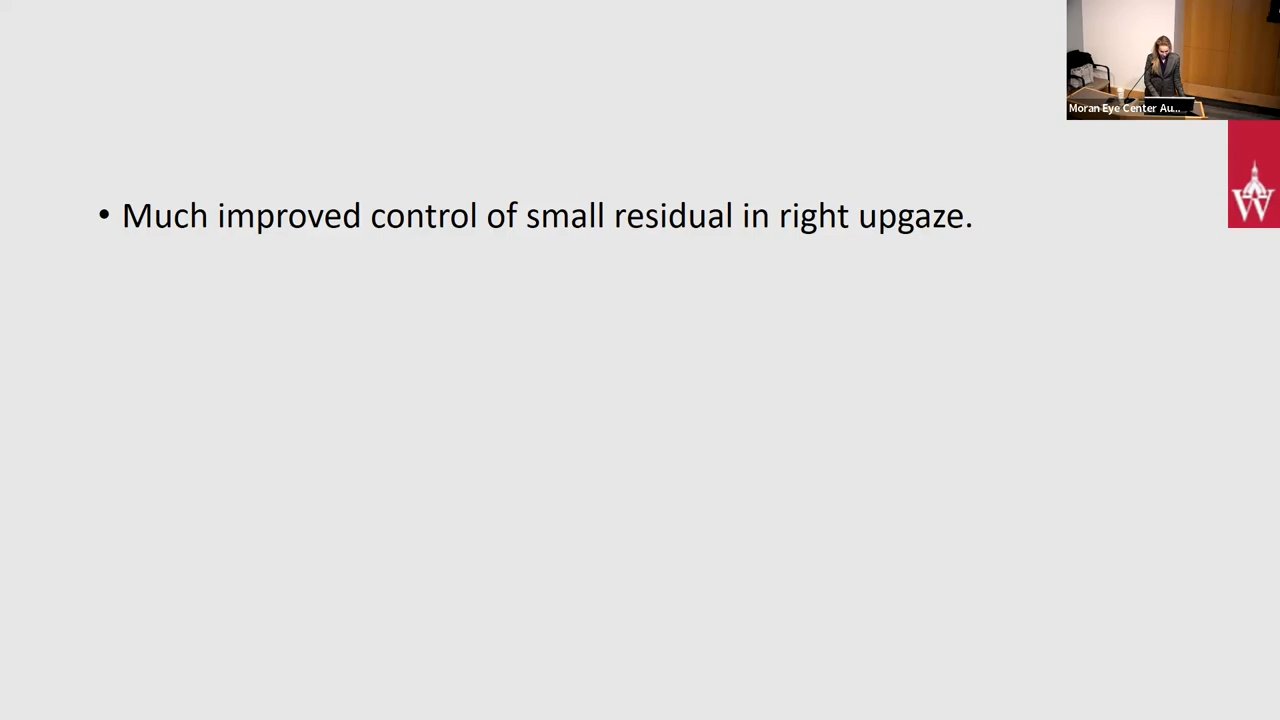 Moran Eye Center Au...
W
• Much improved control of small residual in right upgaze.